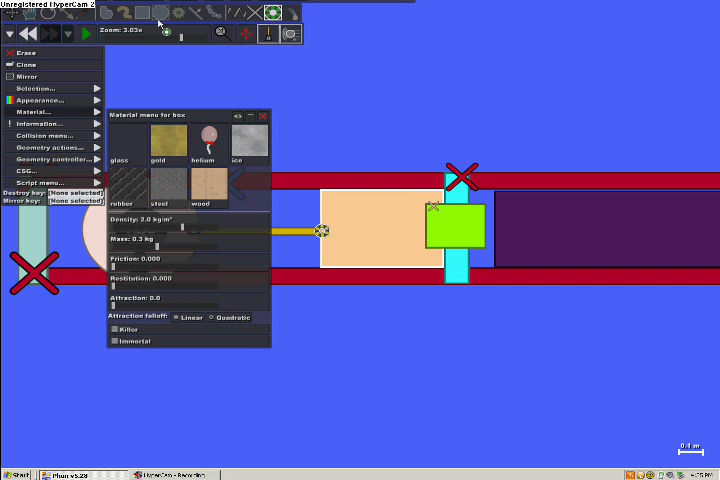 Unregistered HyperCam 2
Zoom: 3.03x
Erase
Clone
Mirror
Selection...
Appearance...
Material...
Information...
Collision menu...
Geometry actions...
Geometry controller...
CSG...
Script menu...
Destroy key: [None selected]
Mirror key: [None selected]
Material menu for box
glass
gold
helium
ice
rubber
steel
wood
Density: 2.0 kg/m²
Mass: 0.3 kg
Friction: 0.000
Restitution: 0.000
Attraction: 0.0
Attraction falloff: Linear Quadratic
Killer
Immortal
0.1 m
Start
Phun v5.28
HyperCam - Recording